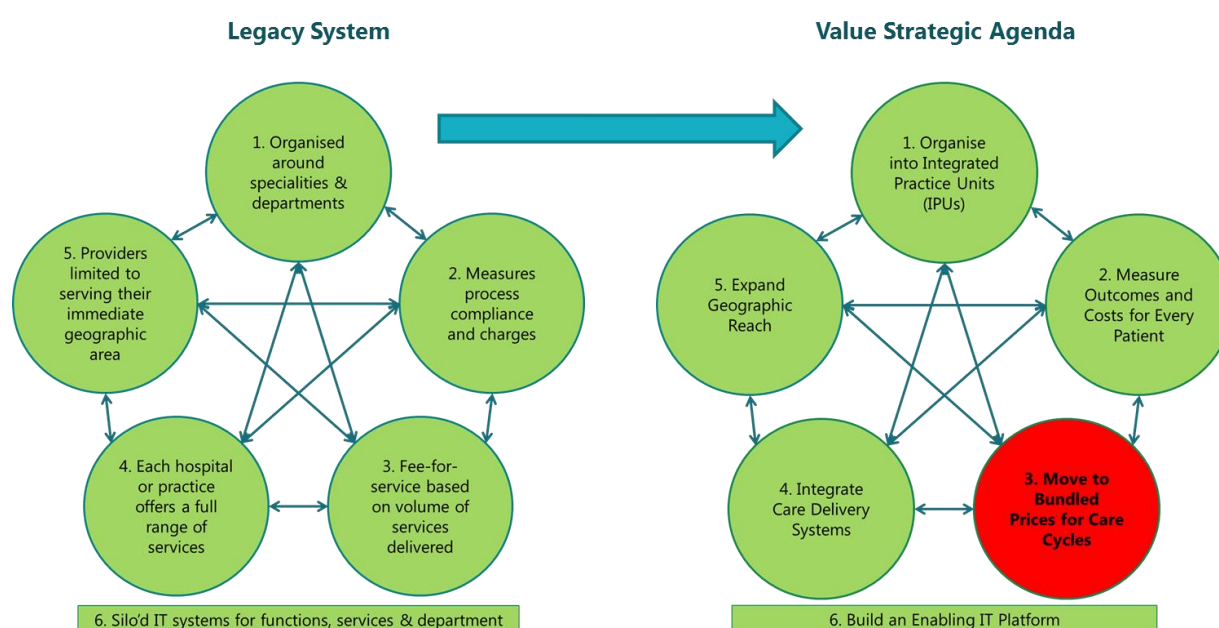 Legacy System
Value Strategic Agenda
1. Organised
around
specialities &
departments
5. Providers
limited to
serving their
immediate
geographic
area
2. Measures
process
compliance
and charges
4. Each hospital
or practice
offers a full
range of
services
3. Fee-for-
service based
on volume of
services
delivered
6. Silo'd IT systems for functions, services & department
1. Organise
into Integrated
Practice Units
(IPUs)
5. Expand
Geographic
Reach
2. Measure
Outcomes and
Costs for Every
Patient
4. Integrate
Care Delivery
Systems
3. Move to
Bundled
Prices for Care
Cycles
6. Build an Enabling IT Platform